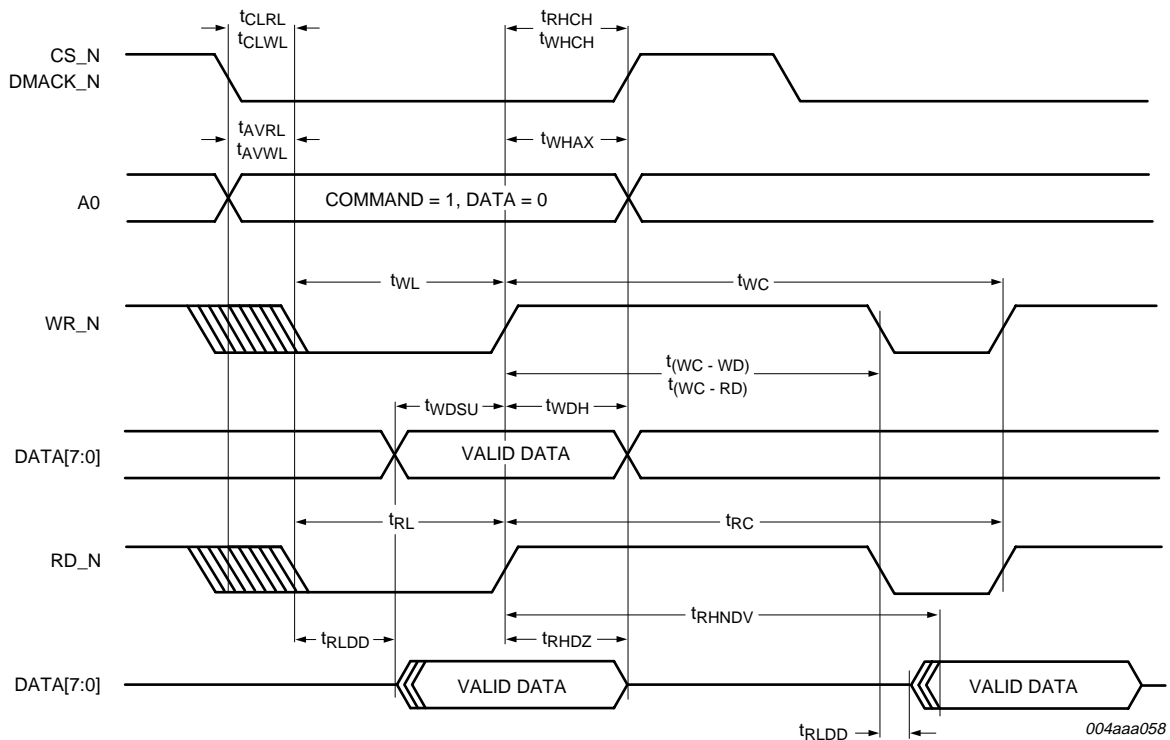 tCLRL
tCLWL
tRHCH
tWHCH
CS_N
DMACK_N
tAVRL
tAVWL
tWHAX
A0
COMMAND = 1, DATA = 0
tWL
tWC
WR_N
t(WC - WD)
t(WC - RD)
tWDSU
tWDH
DATA[7:0]
VALID DATA
tRL
tRC
RD_N
tRHNDV
tRLDD
tRHDZ
DATA[7:0]
VALID DATA
VALID DATA
tRLDD
004aaa058